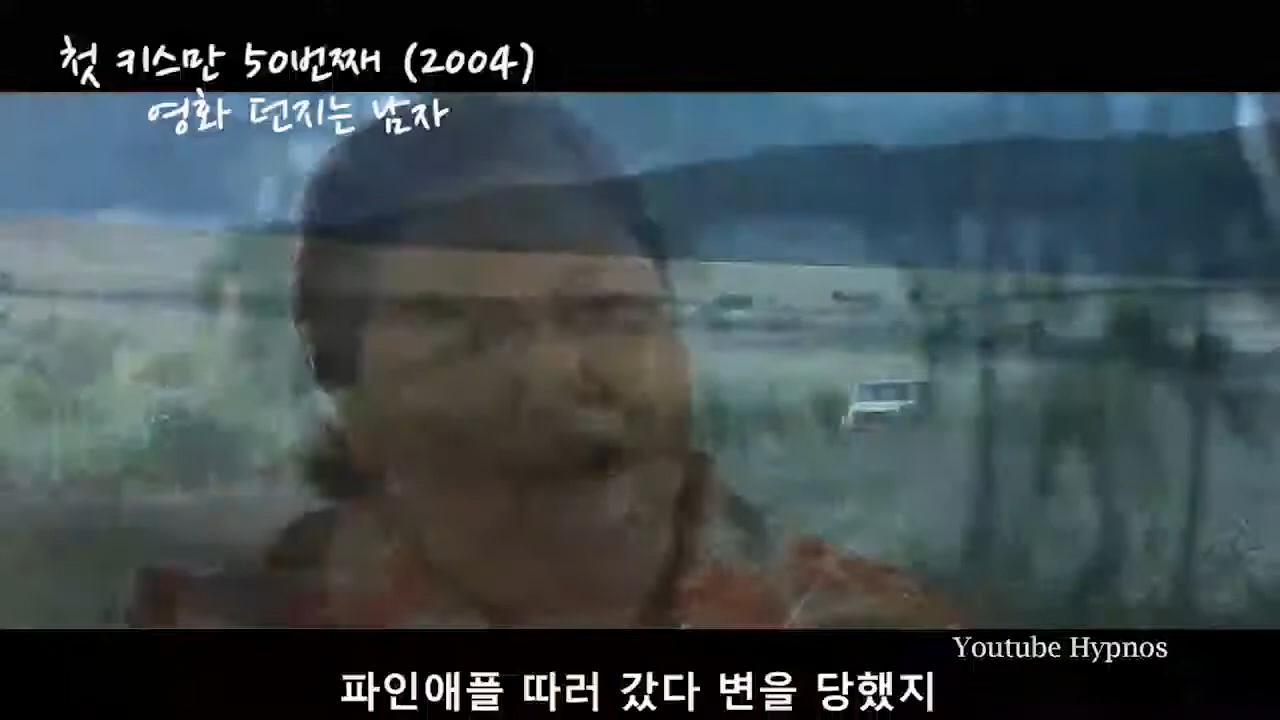 첫 키스만 50번째 (2004)
영화 던지는 남자
Youtube Hypnos
파인애플 따러 갔다 변을 당했지